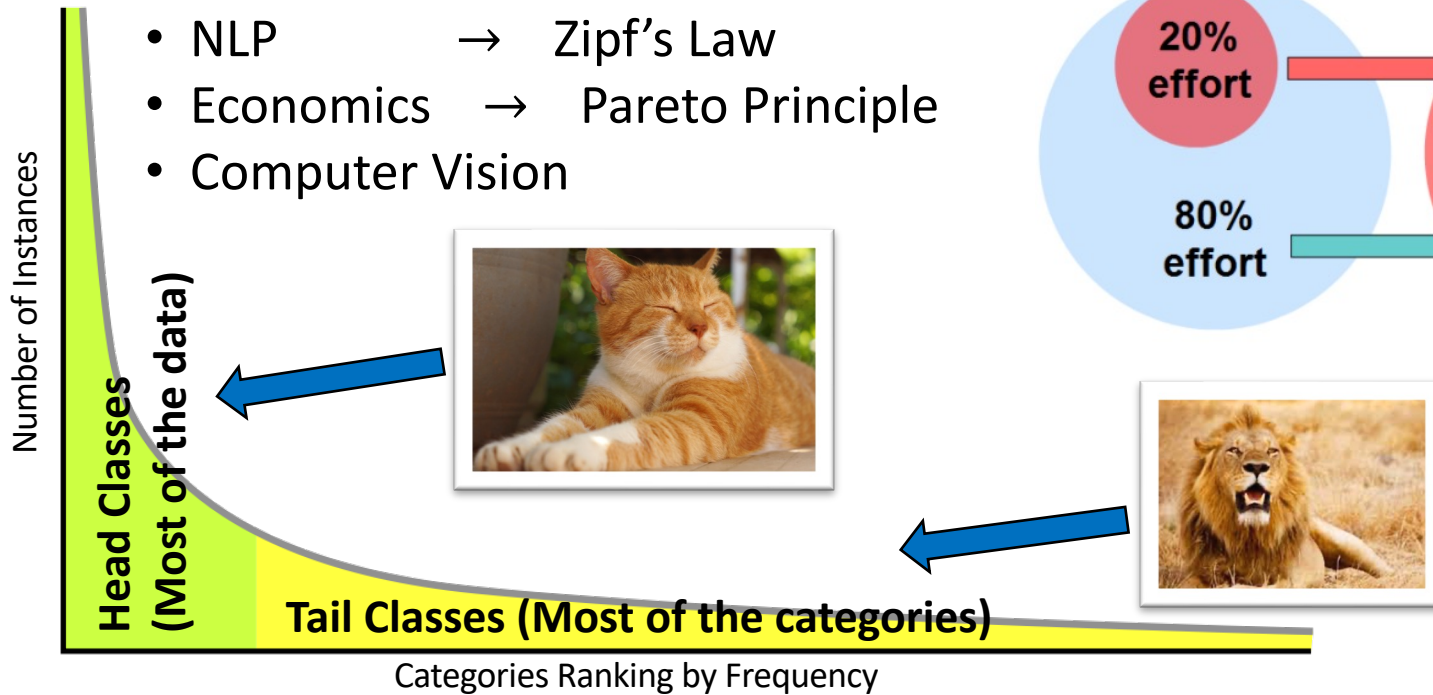 • NLP → Zipf's Law
• Economics → Pareto Principle
• Computer Vision
20%
effort
80%
effort
Number of Instances
Head Classes
(Most of the data)
Tail Classes (Most of the categories)
Categories Ranking by Frequency